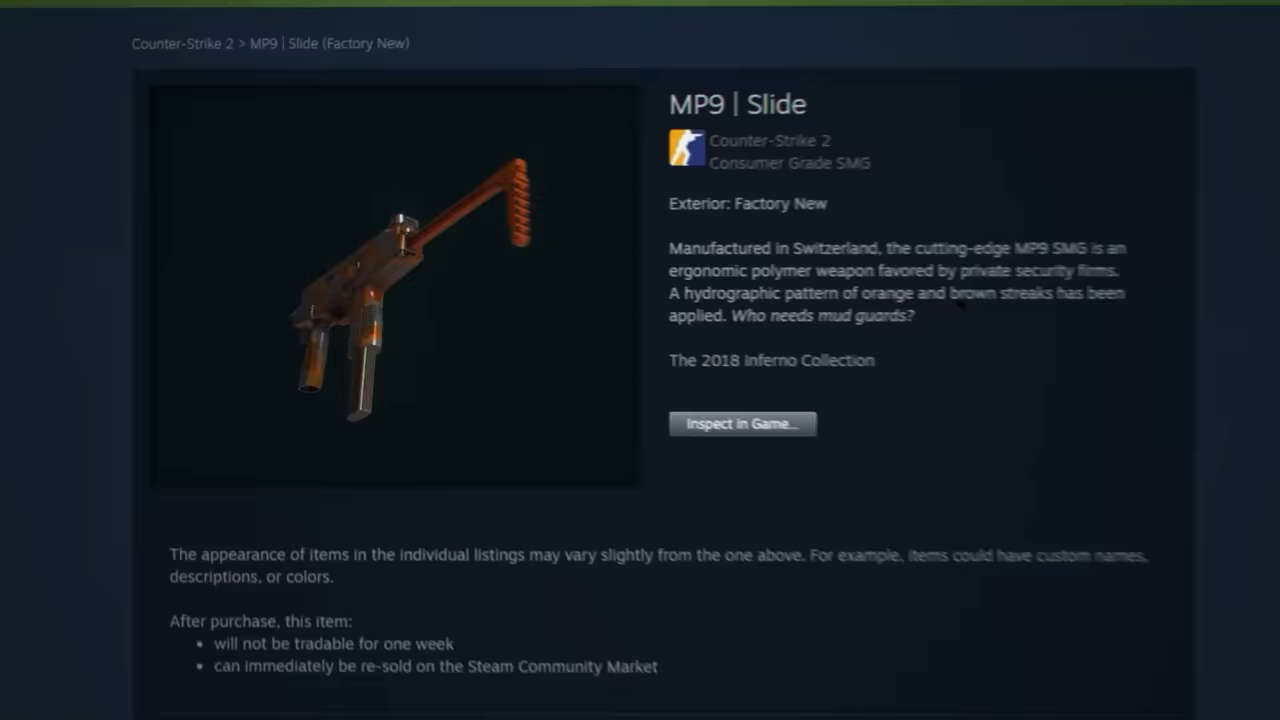 Counter-Strike 2 > MP9 | Slide (Factory New)
MP9 | Slide
Counter-Strike 2
Consumer Grade SMG
Exterior: Factory New
Manufactured in Switzerland, the cutting-edge MP9 SMG is an
ergonomic polymer weapon favored by private security firms.
A hydrographic pattern of orange and brown streaks has been
applied. Who needs mud guards?
The 2018 Inferno Collection
Inspect in Game...
The appearance of items in the individual listings may vary slightly from the one above. For example, items could have custom names,
descriptions, or colors.
After purchase, this item:
• will not be tradable for one week
• can immediately be re-sold on the Steam Community Market